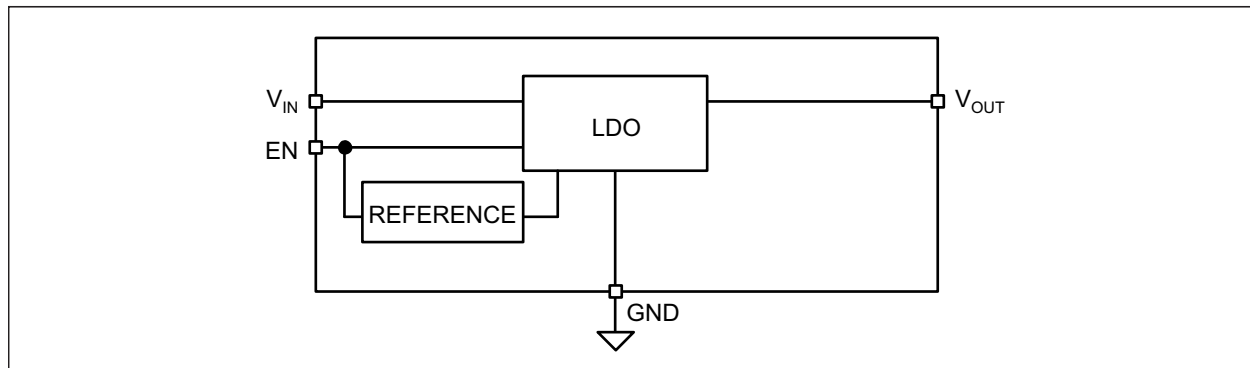 V_IN
LDO
V_OUT
EN
REFERENCE
GND